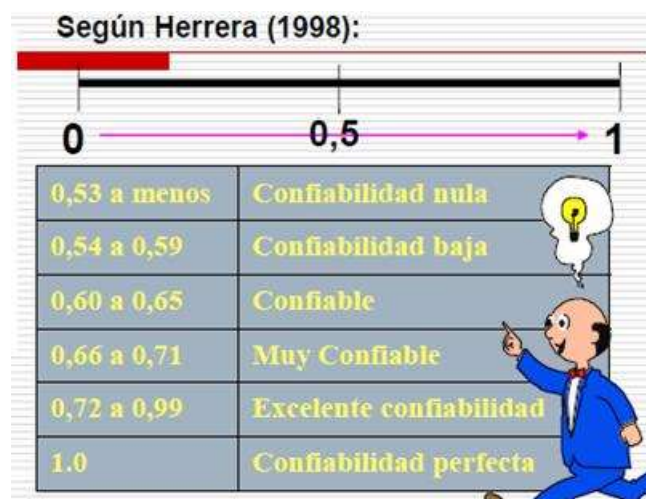 Según Herrera (1998):
0 0,5 1
0,53 a menos Confiabilidad nula
0,54 a 0,59 Confiabilidad baja
0,60 a 0,65 Confiable
0,66 a 0,71 Muy Confiable
0,72 a 0,99 Excelente confiabilidad
1.0 Confiabilidad perfecta